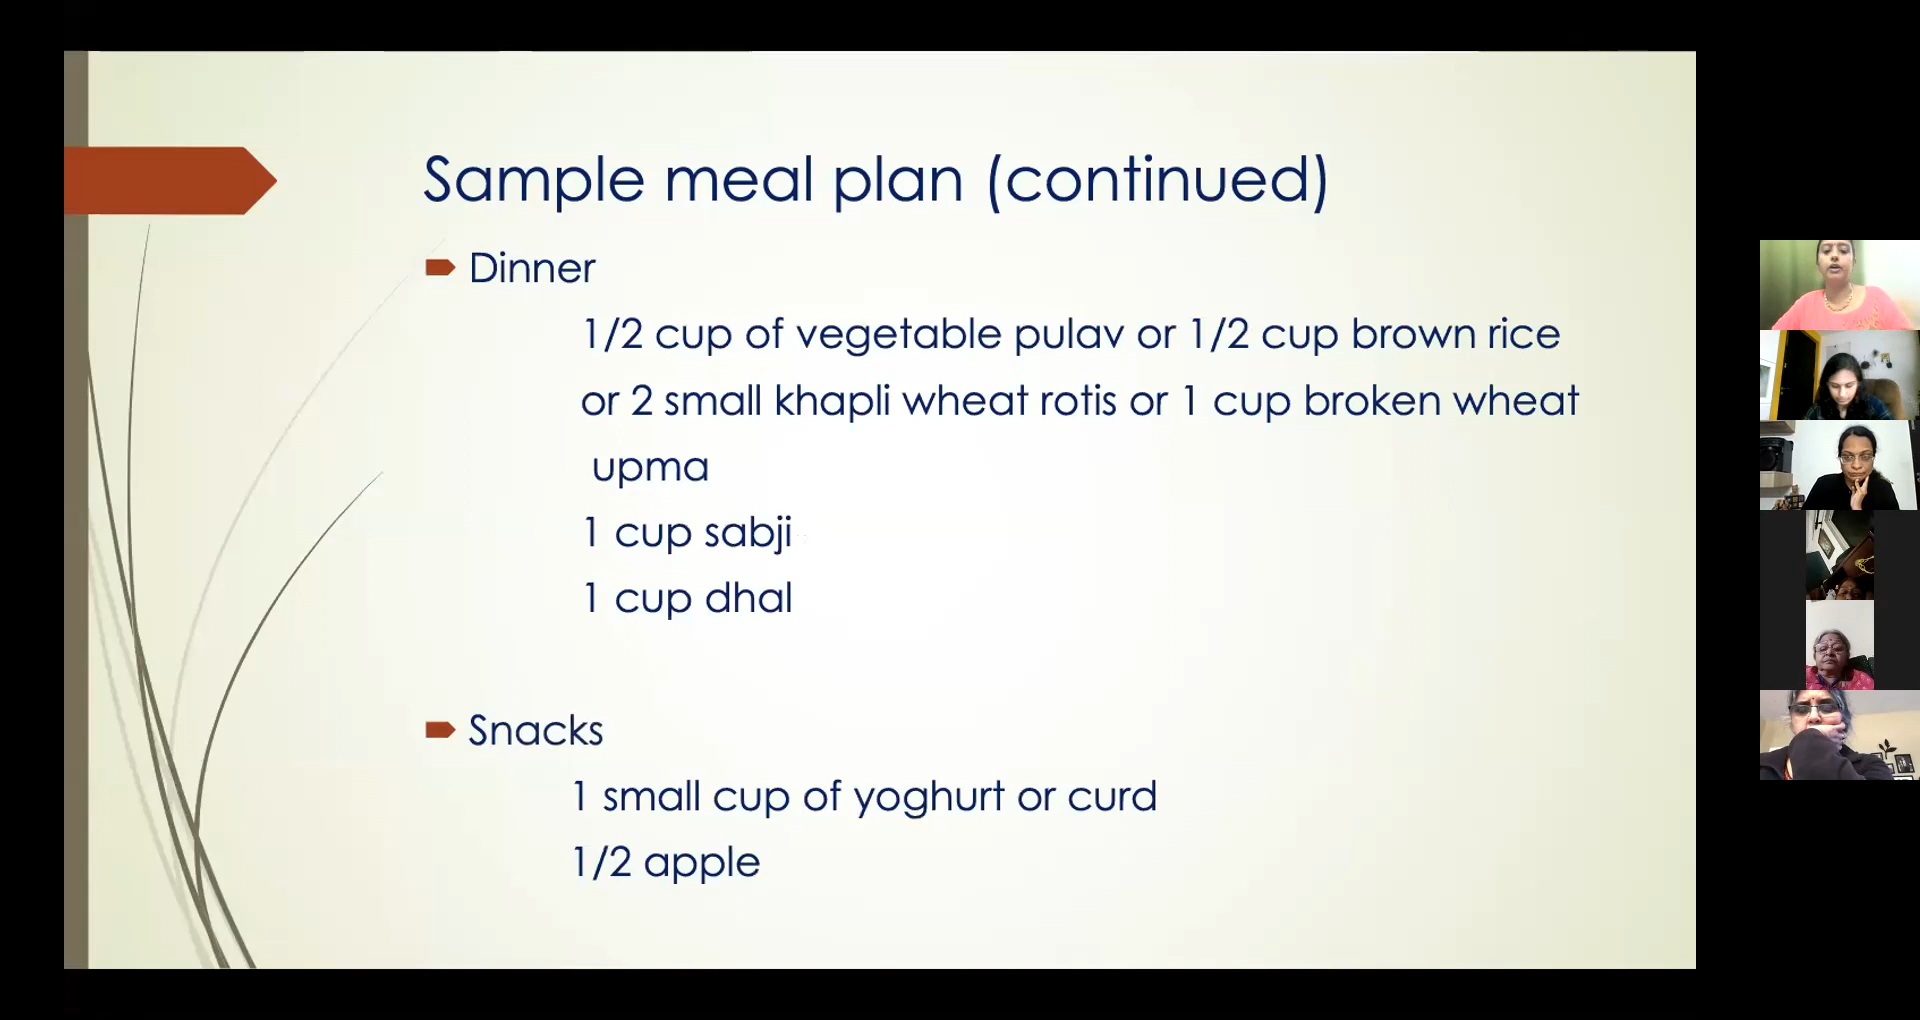 Sample meal plan (continued)
Dinner
1/2 cup of vegetable pulav or 1/2 cup brown rice
or 2 small khapli wheat rotis or 1 cup broken wheat
upma
1 cup sabji
1 cup dhal
Snacks
1 small cup of yoghurt or curd
1/2 apple